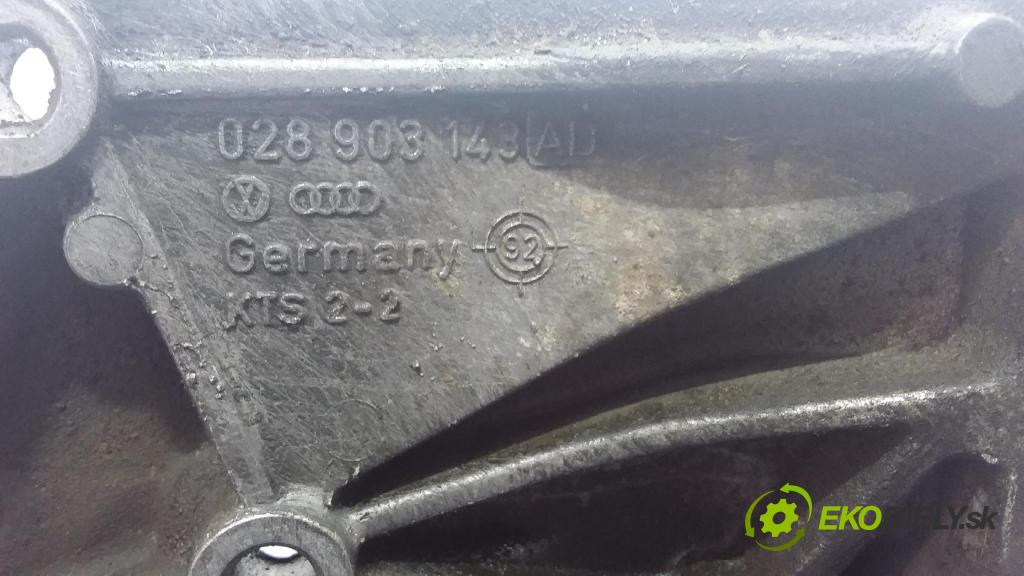 028 903 143 AD
Germany
92
KTS 2-2
EKODIELY.sk